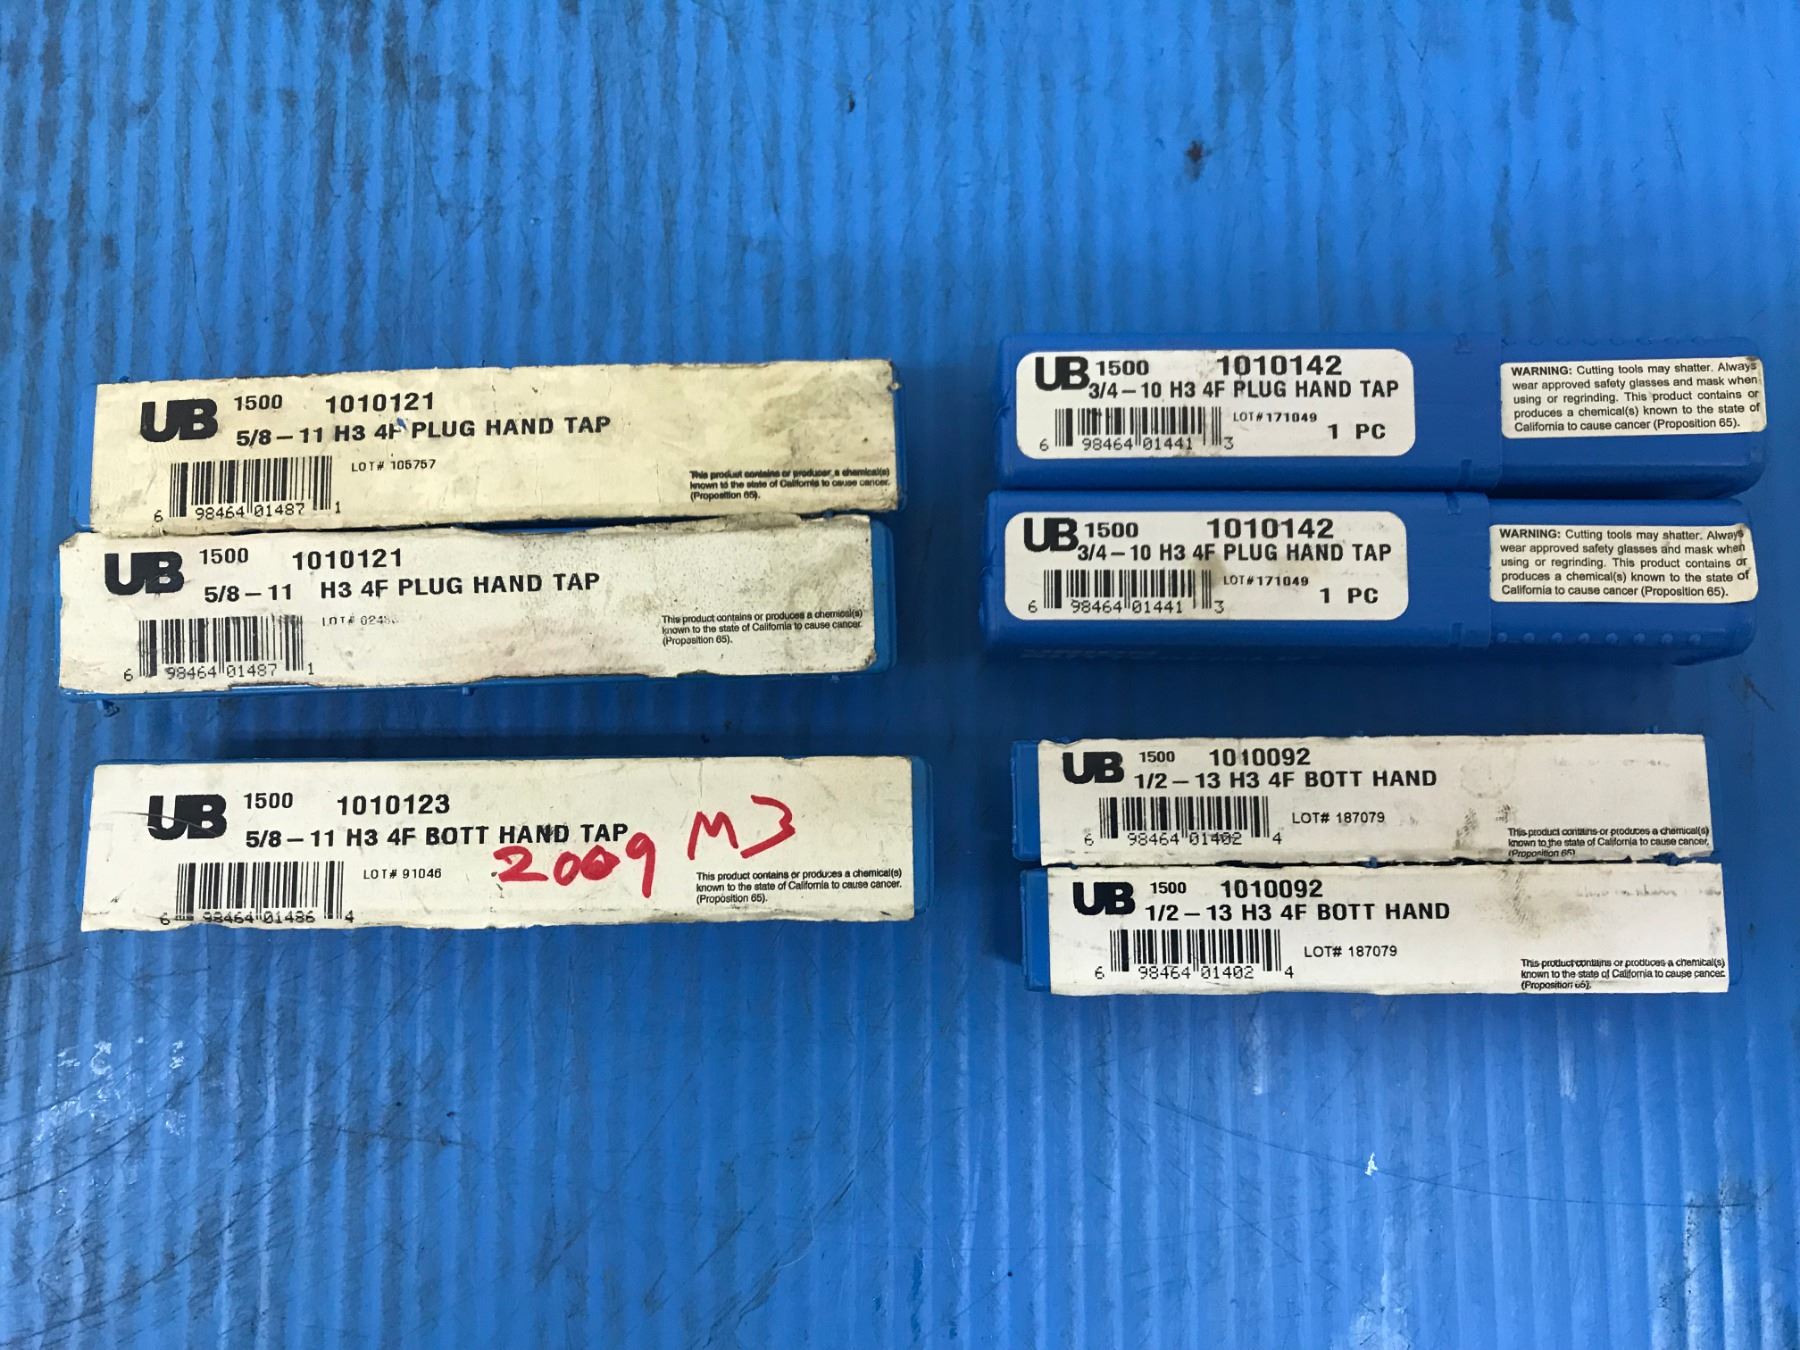 UB 1500 1010121
5/8-11 H3 4F PLUG HAND TAP
LOT# 105757
6 98464 01487 1
This product contains or produces a chemical(s)
known to the state of California to cause cancer.
(Proposition 65).
UB 1500 1010121
5/8-11 H3 4F PLUG HAND TAP
LOT#
6 98464 01487 1
This product contains or produces a chemical(s)
known to the state of California to cause cancer.
(Proposition 65).
UB 1500 1010123
5/8-11 H3 4F BOTT HAND TAP
2009 M3
LOT# 91046
6 98464 01486 4
This product contains or produces a chemical(s)
known to the state of California to cause cancer.
(Proposition 65).
UB 1500 1010142
3/4-10 H3 4F PLUG HAND TAP
LOT# 171049
6 98464 01441 3
1 PC
WARNING: Cutting tools may shatter. Always
wear approved safety glasses and mask when
using or regrinding. This product contains or
produces a chemical(s) known to the state of
California to cause cancer (Proposition 65).
UB 1500 1010142
3/4-10 H3 4F PLUG HAND TAP
LOT# 171049
6 98464 01441 3
1 PC
WARNING: Cutting tools may shatter. Always
wear approved safety glasses and mask when
using or regrinding. This product contains or
produces a chemical(s) known to the state of
California to cause cancer (Proposition 65).
UB 1500 1010092
1/2-13 H3 4F BOTT HAND
LOT# 187079
6 98464 01402 4
This product contains or produces a chemical(s)
known to the state of California to cause cancer.
(Proposition 65)
UB 1500 1010092
1/2-13 H3 4F BOTT HAND
LOT# 187079
6 98464 01402 4
This product contains or produces a chemical(s)
known to the state of California to cause cancer.
(Proposition 65).